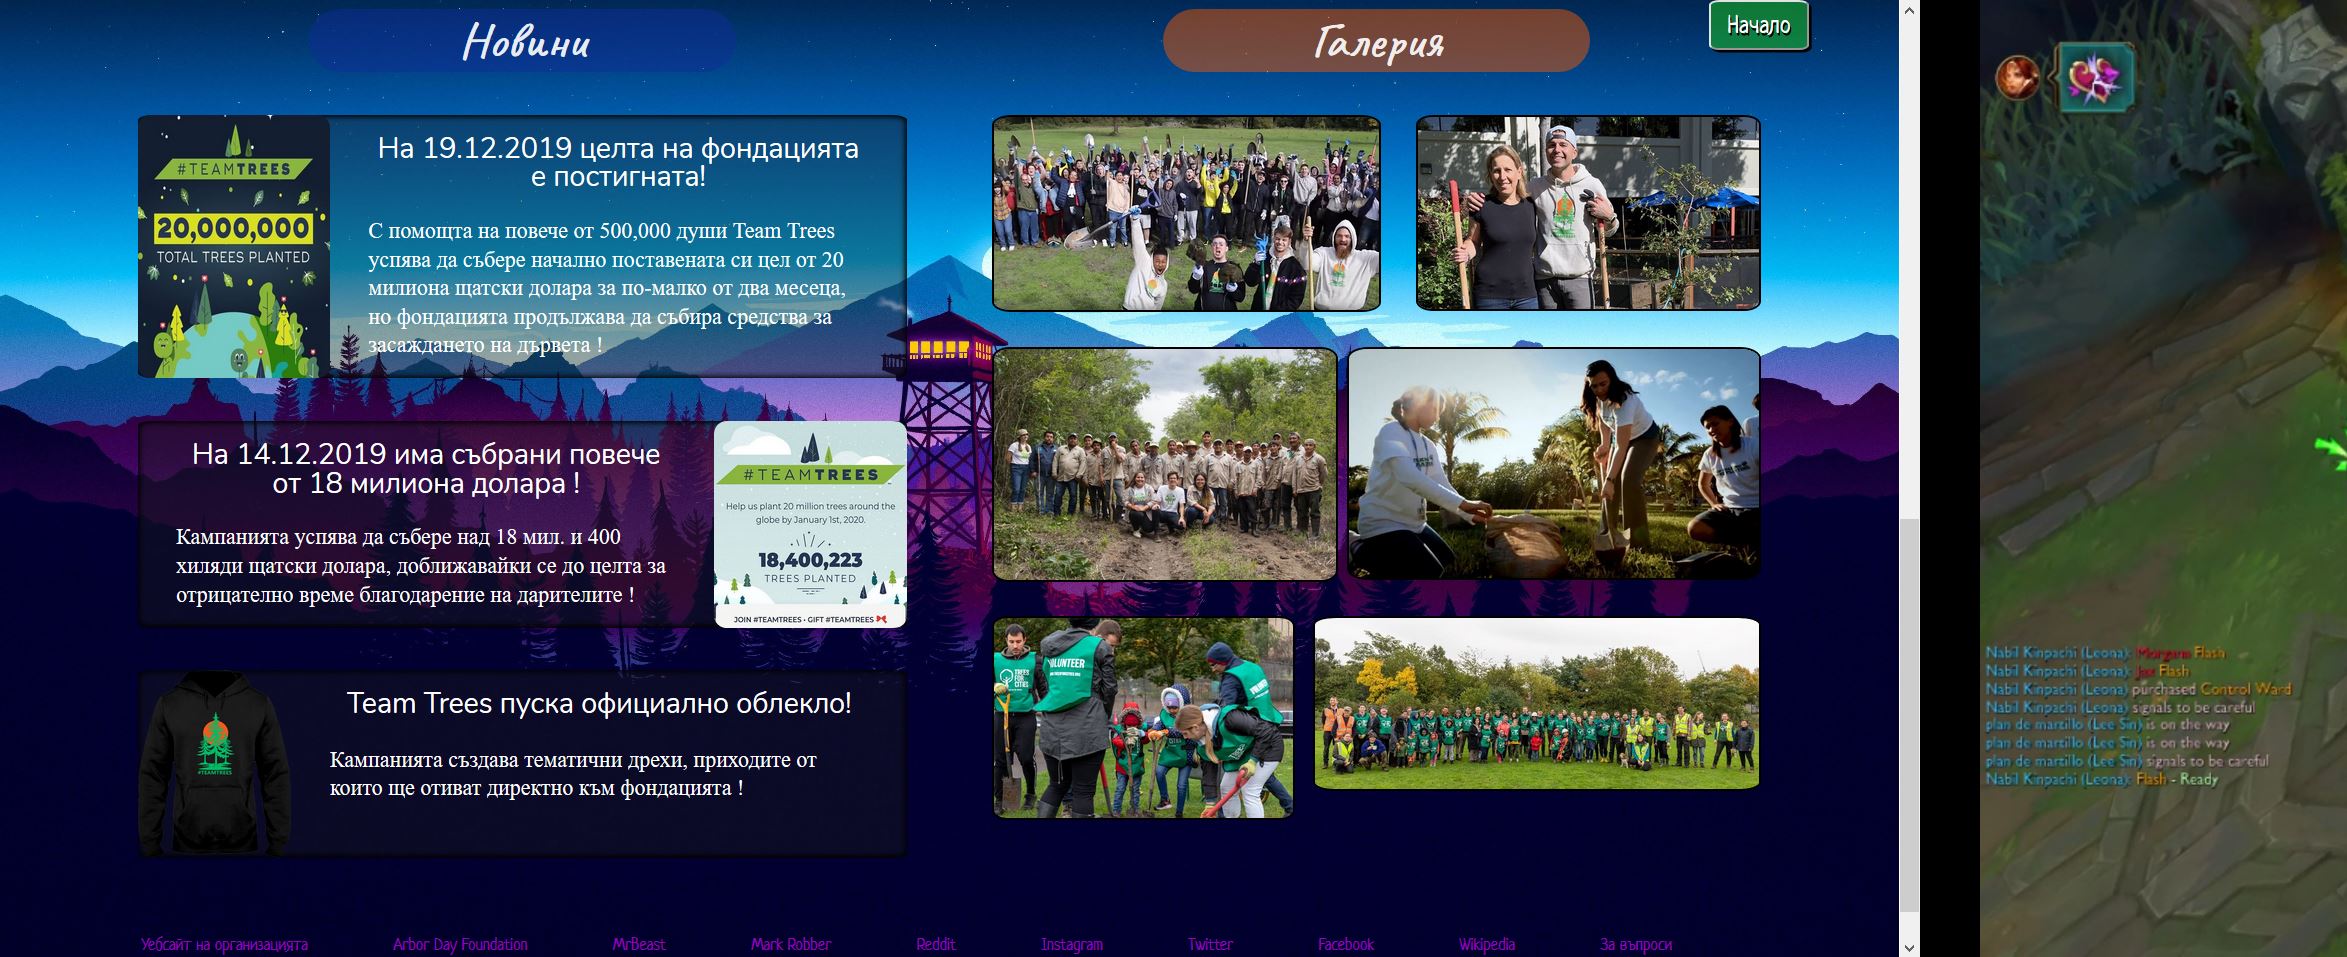 Новини
Галерия
Начало
#TEAMTREES
20,000,000
TOTAL TREES PLANTED
На 19.12.2019 целта на фондацията
е постигната!
С помощта на повече от 500,000 души Team Trees
успява да събере начално поставената си цел от 20
милиона щатски долара за по-малко от два месеца,
но фондацията продължава да събира средства за
засаждането на дървета !
На 14.12.2019 има събрани повече
от 18 милиона долара !
Кампанията успява да събере над 18 мил. и 400
хиляди щатски долара, доближавайки се до целта за
отрицателно време благодарение на дарителите !
#TEAMTREES
Help us plant 20 million trees around the
globe by January 1st, 2020.
18,400,223
TREES PLANTED
JOIN #TEAMTREES • GIFT #TEAMTREES
#TEAMTREES
Team Trees пуска официално облекло!
Кампанията създава тематични дрехи, приходите от
които ще отиват директно към фондацията !
TREES FOR
CITIES
VOLUNTEER
Уебсайт на организацията Arbor Day Foundation MrBeast Mark Robber Reddit Instagram Twitter Facebook Wikipedia За въпроси
Nabil Kinpachi (Leona): Morgana Flash
Nabil Kinpachi (Leona): Jax Flash
Nabil Kinpachi (Leona) purchased Control Ward
Nabil Kinpachi (Leona) signals to be careful
plan de martillo (Lee Sin) is on the way
plan de martillo (Lee Sin) is on the way
plan de martillo (Lee Sin) signals to be careful
Nabil Kinpachi (Leona): Flash - Ready